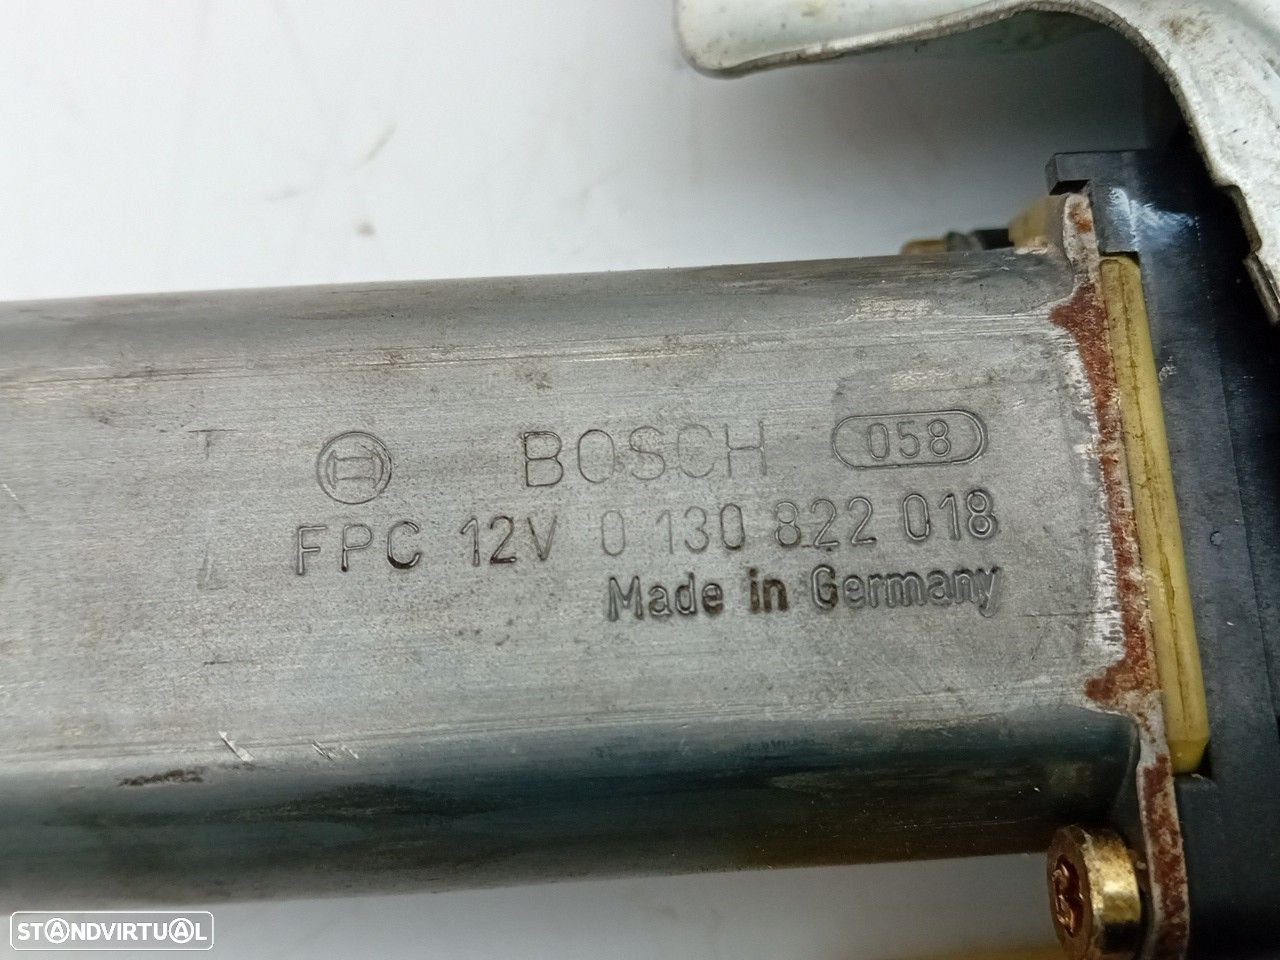 BOSCH 058
FPC 12V 0 130 822 018
Made in Germany
STANDVIRTUAL